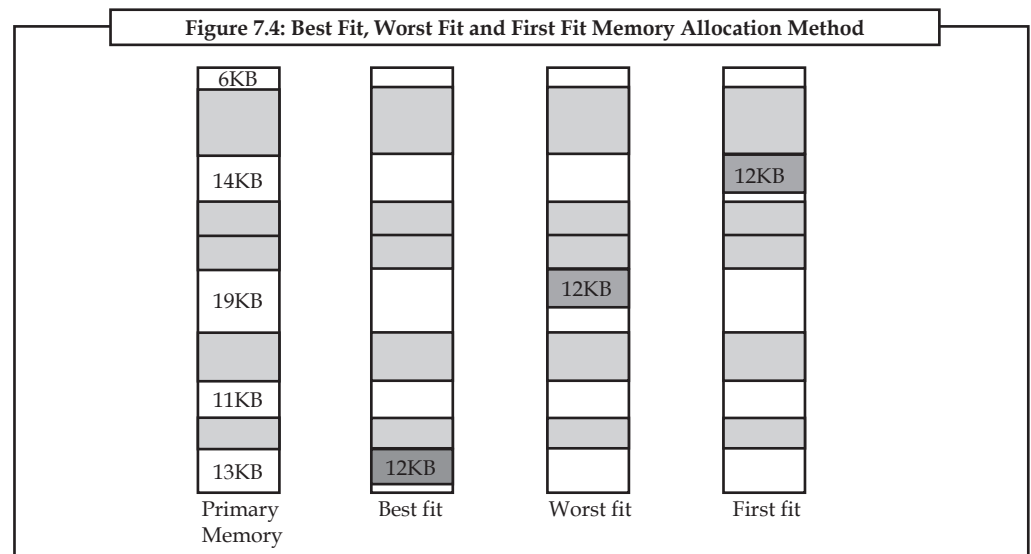 Figure 7.4: Best Fit, Worst Fit and First Fit Memory Allocation Method
6KB
14KB
12KB
19KB
12KB
11KB
13KB
12KB
Primary Memory
Best fit
Worst fit
First fit